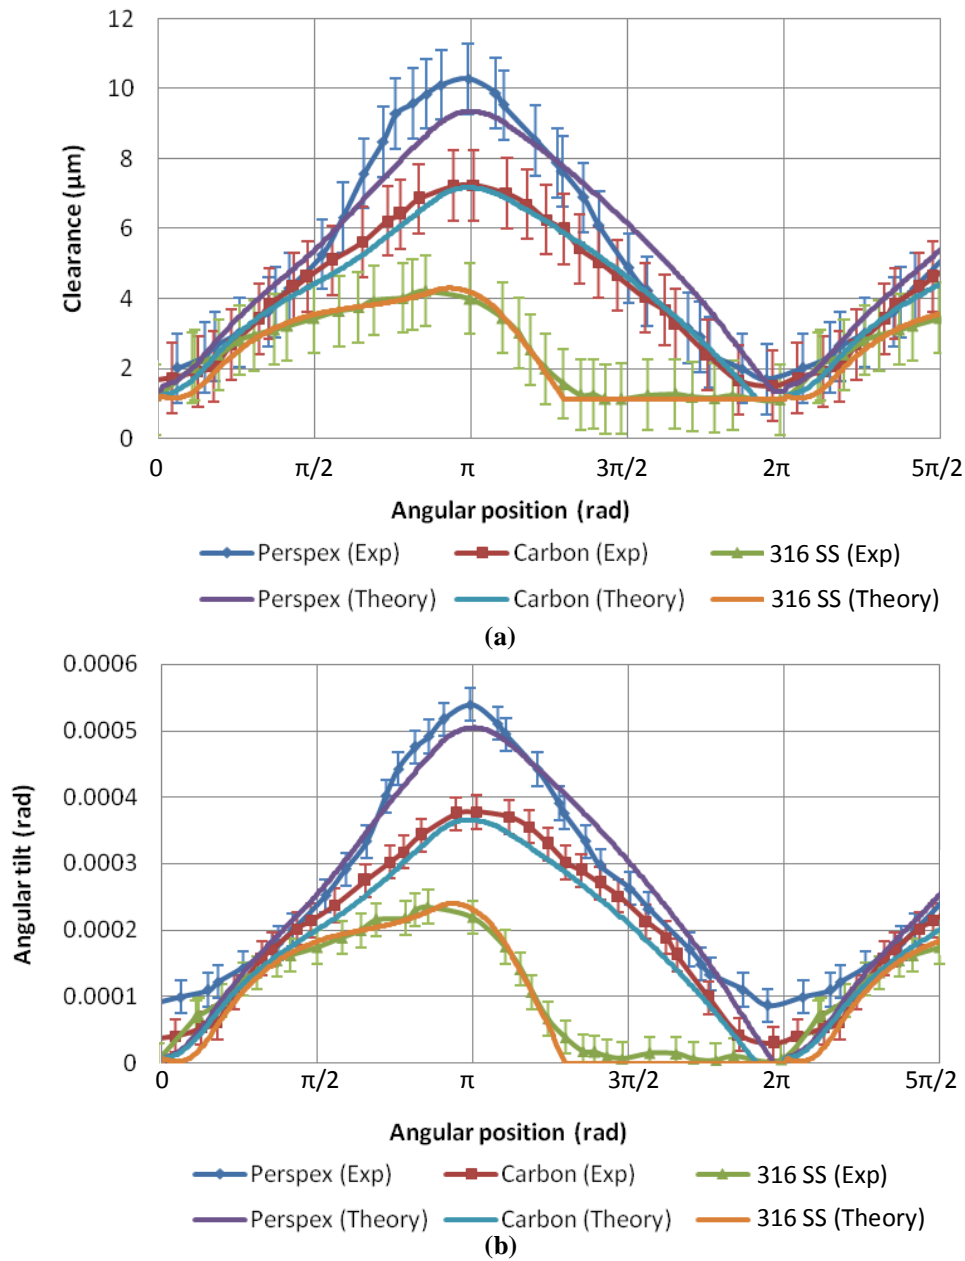 12
10
8
6
4
2
0
Clearance (µm)
0 π/2 π 3π/2 2π 5π/2
Angular position (rad)
Perspex (Exp) Carbon (Exp) 316 SS (Exp)
Perspex (Theory) Carbon (Theory) 316 SS (Theory)
(a)
0.0006
0.0005
0.0004
0.0003
0.0002
0.0001
0
Angular tilt (rad)
0 π/2 π 3π/2 2π 5π/2
Angular position (rad)
Perspex (Exp) Carbon (Exp) 316 SS (Exp)
Perspex (Theory) Carbon (Theory) 316 SS (Theory)
(b)